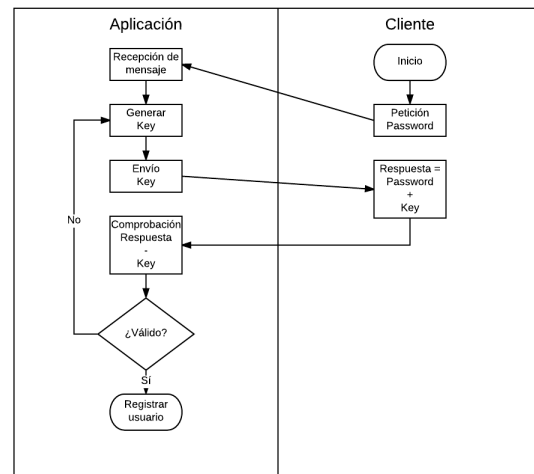 Aplicación
Cliente
Recepción de
mensaje
Inicio
Generar
Key
Petición
Password
Envío
Key
Respuesta =
Password
+
Key
No
Comprobación
Respuesta
-
Key
¿Válido?
Sí
Registrar
usuario